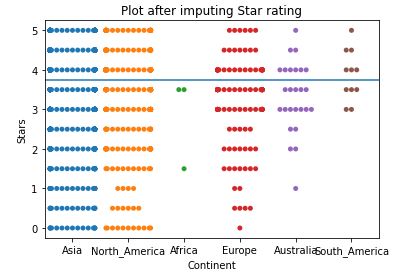 Plot after imputing Star rating
5
4
3
2
1
0
Stars
Asia North_America Africa Europe Australia South_America
Continent